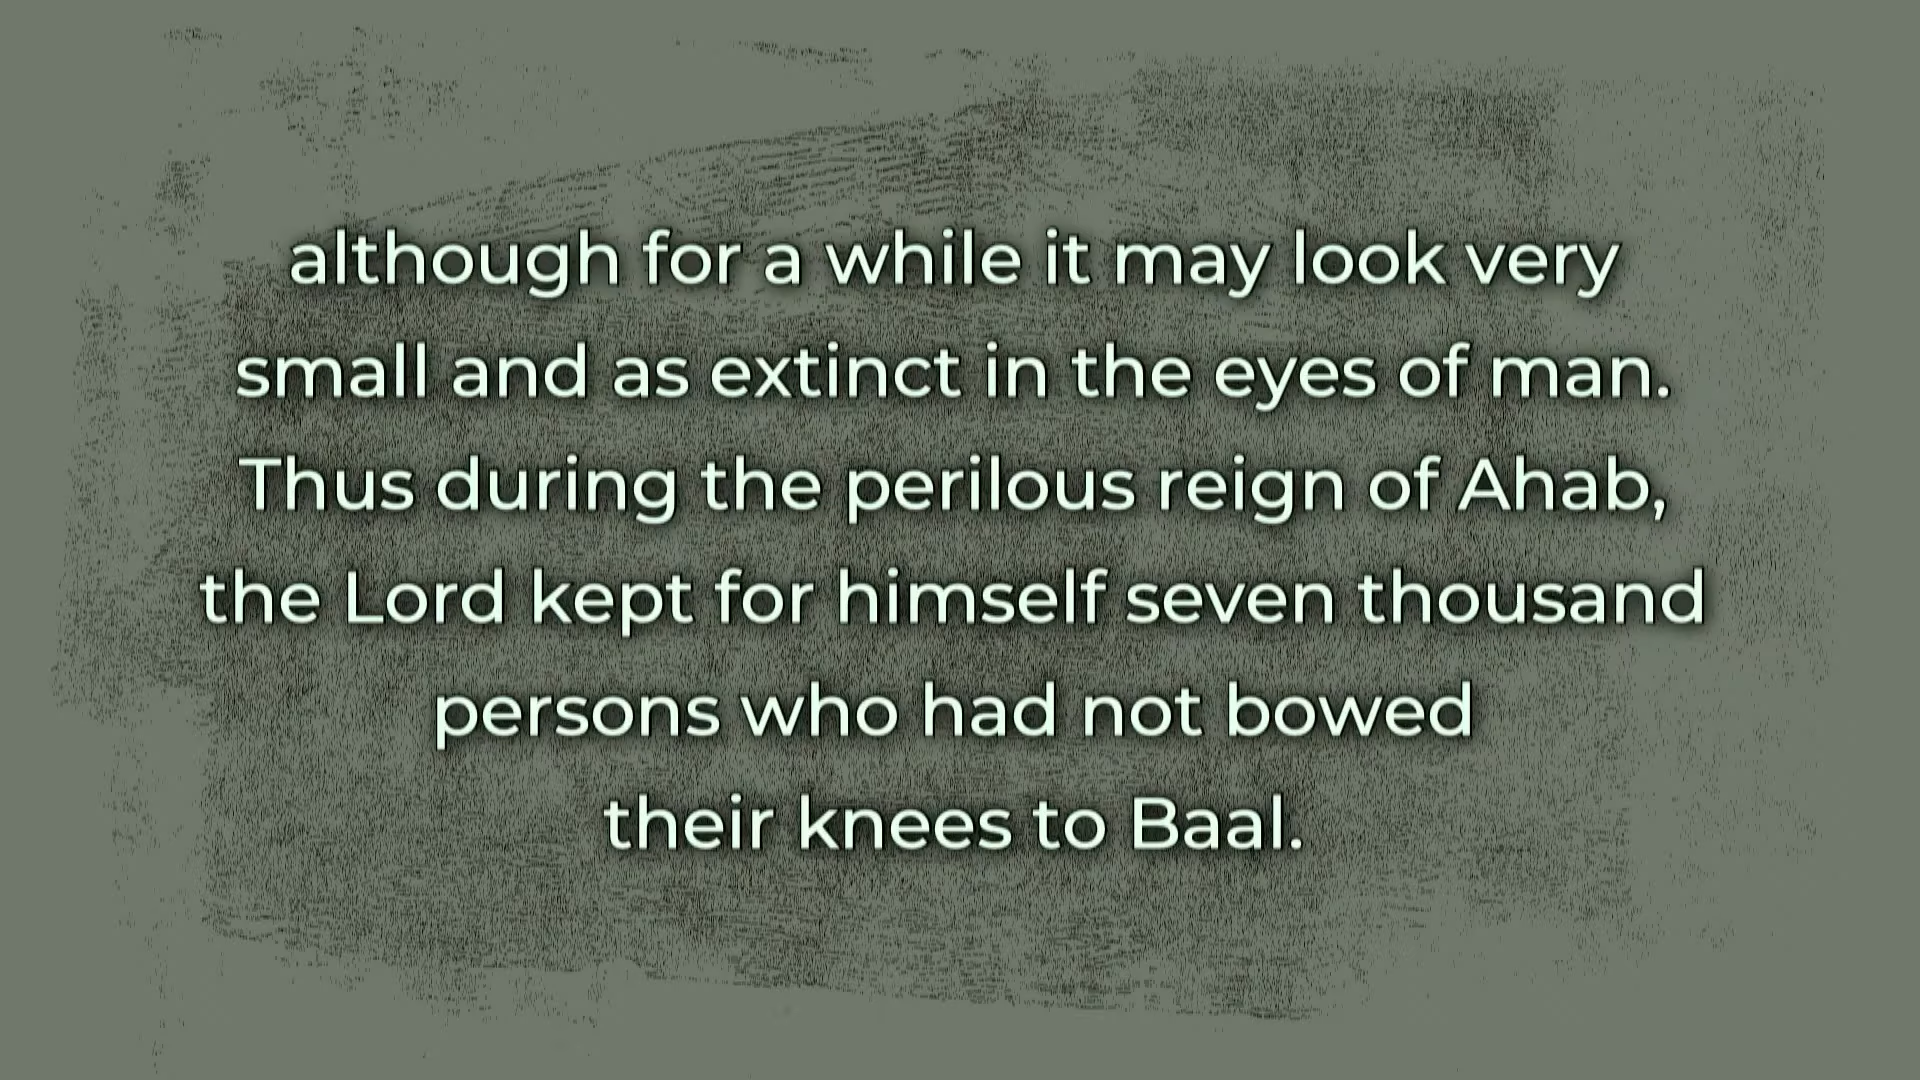 although for a while it may look very
small and as extinct in the eyes of man.
Thus during the perilous reign of Ahab,
the Lord kept for himself seven thousand
persons who had not bowed
their knees to Baal.